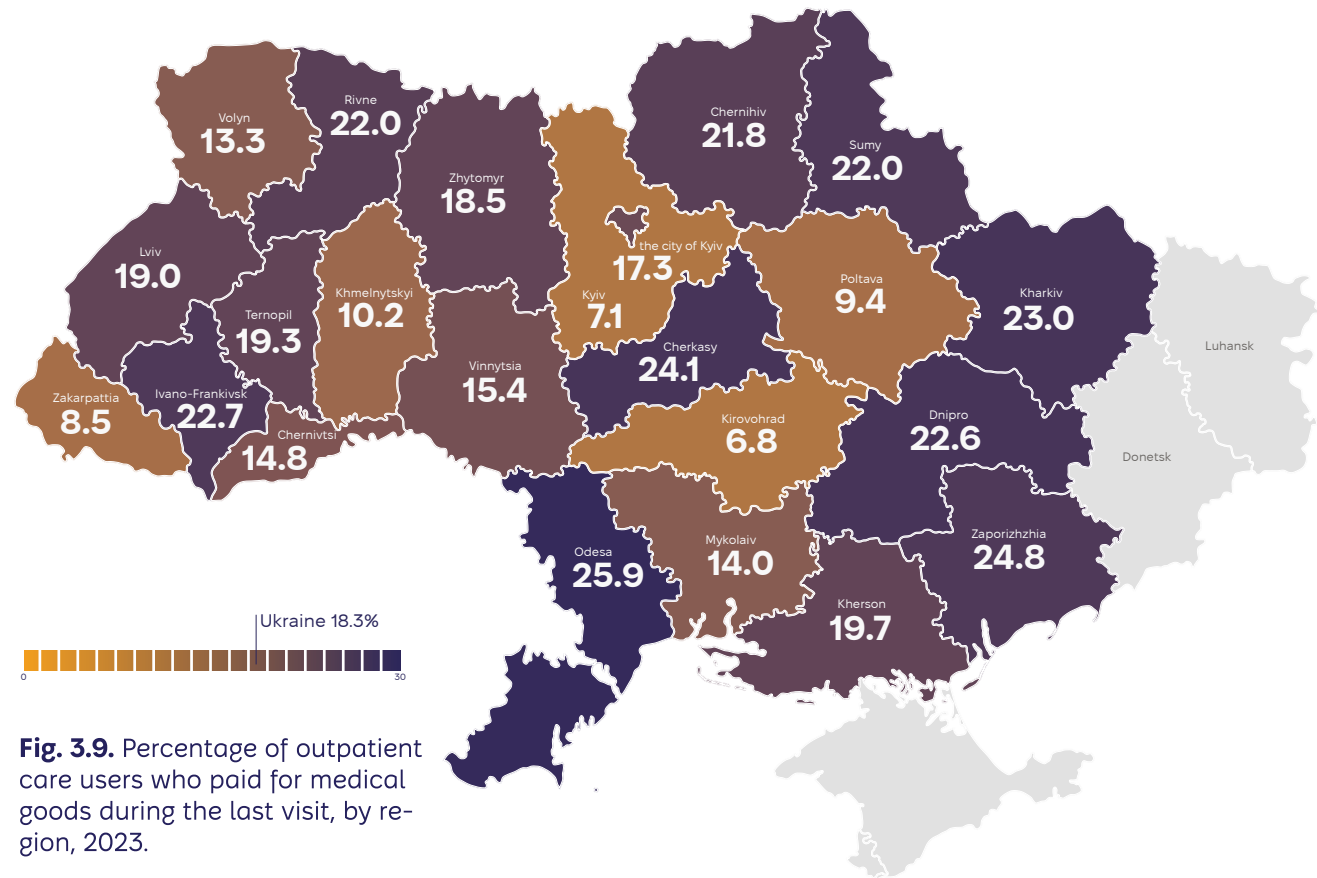 Volyn
13.3
Rivne
22.0
Zhytomyr
18.5
Chernihiv
21.8
Sumy
22.0
Lviv
19.0
the city of Kyiv
17.3
Kyiv
7.1
Khmelnytskyi
10.2
Ternopil
19.3
Poltava
9.4
Kharkiv
23.0
Luhansk
Cherkasy
24.1
Vinnytsia
15.4
Zakarpattia
8.5
Ivano-Frankivsk
22.7
Chernivtsi
14.8
Kirovohrad
6.8
Dnipro
22.6
Donetsk
Odesa
25.9
Mykolaiv
14.0
Zaporizhzhia
24.8
Kherson
19.7
Ukraine 18.3%
0
30
Fig. 3.9. Percentage of outpatient
care users who paid for medical
goods during the last visit, by re-
gion, 2023.